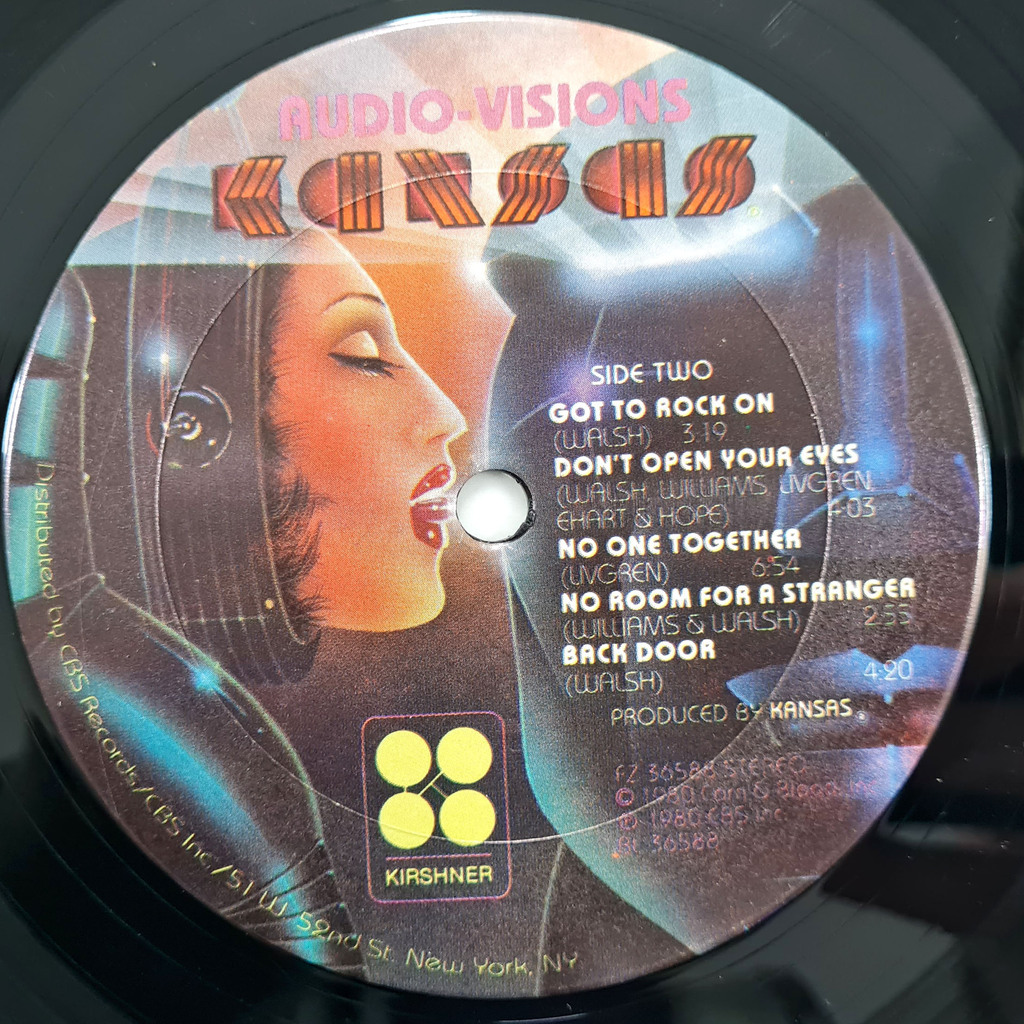 AUDIO-VISIONS
KANSAS®
SIDE TWO
GOT TO ROCK ON
(WALSH) 3:19
DON'T OPEN YOUR EYES
(WALSH, WILLIAMS, LIVGREN,
EHART & HOPE) 4:03
NO ONE TOGETHER
(LIVGREN) 6:54
NO ROOM FOR A STRANGER
(WILLIAMS & WALSH) 2:55
BACK DOOR
(WALSH) 4:20
PRODUCED BY KANSAS®
FZ 36588 STEREO
© 1980 CBS Inc.
36588
KIRSHNER
Distributed by CBS Records/CBS Inc./51 W. 52nd St. New York, NY